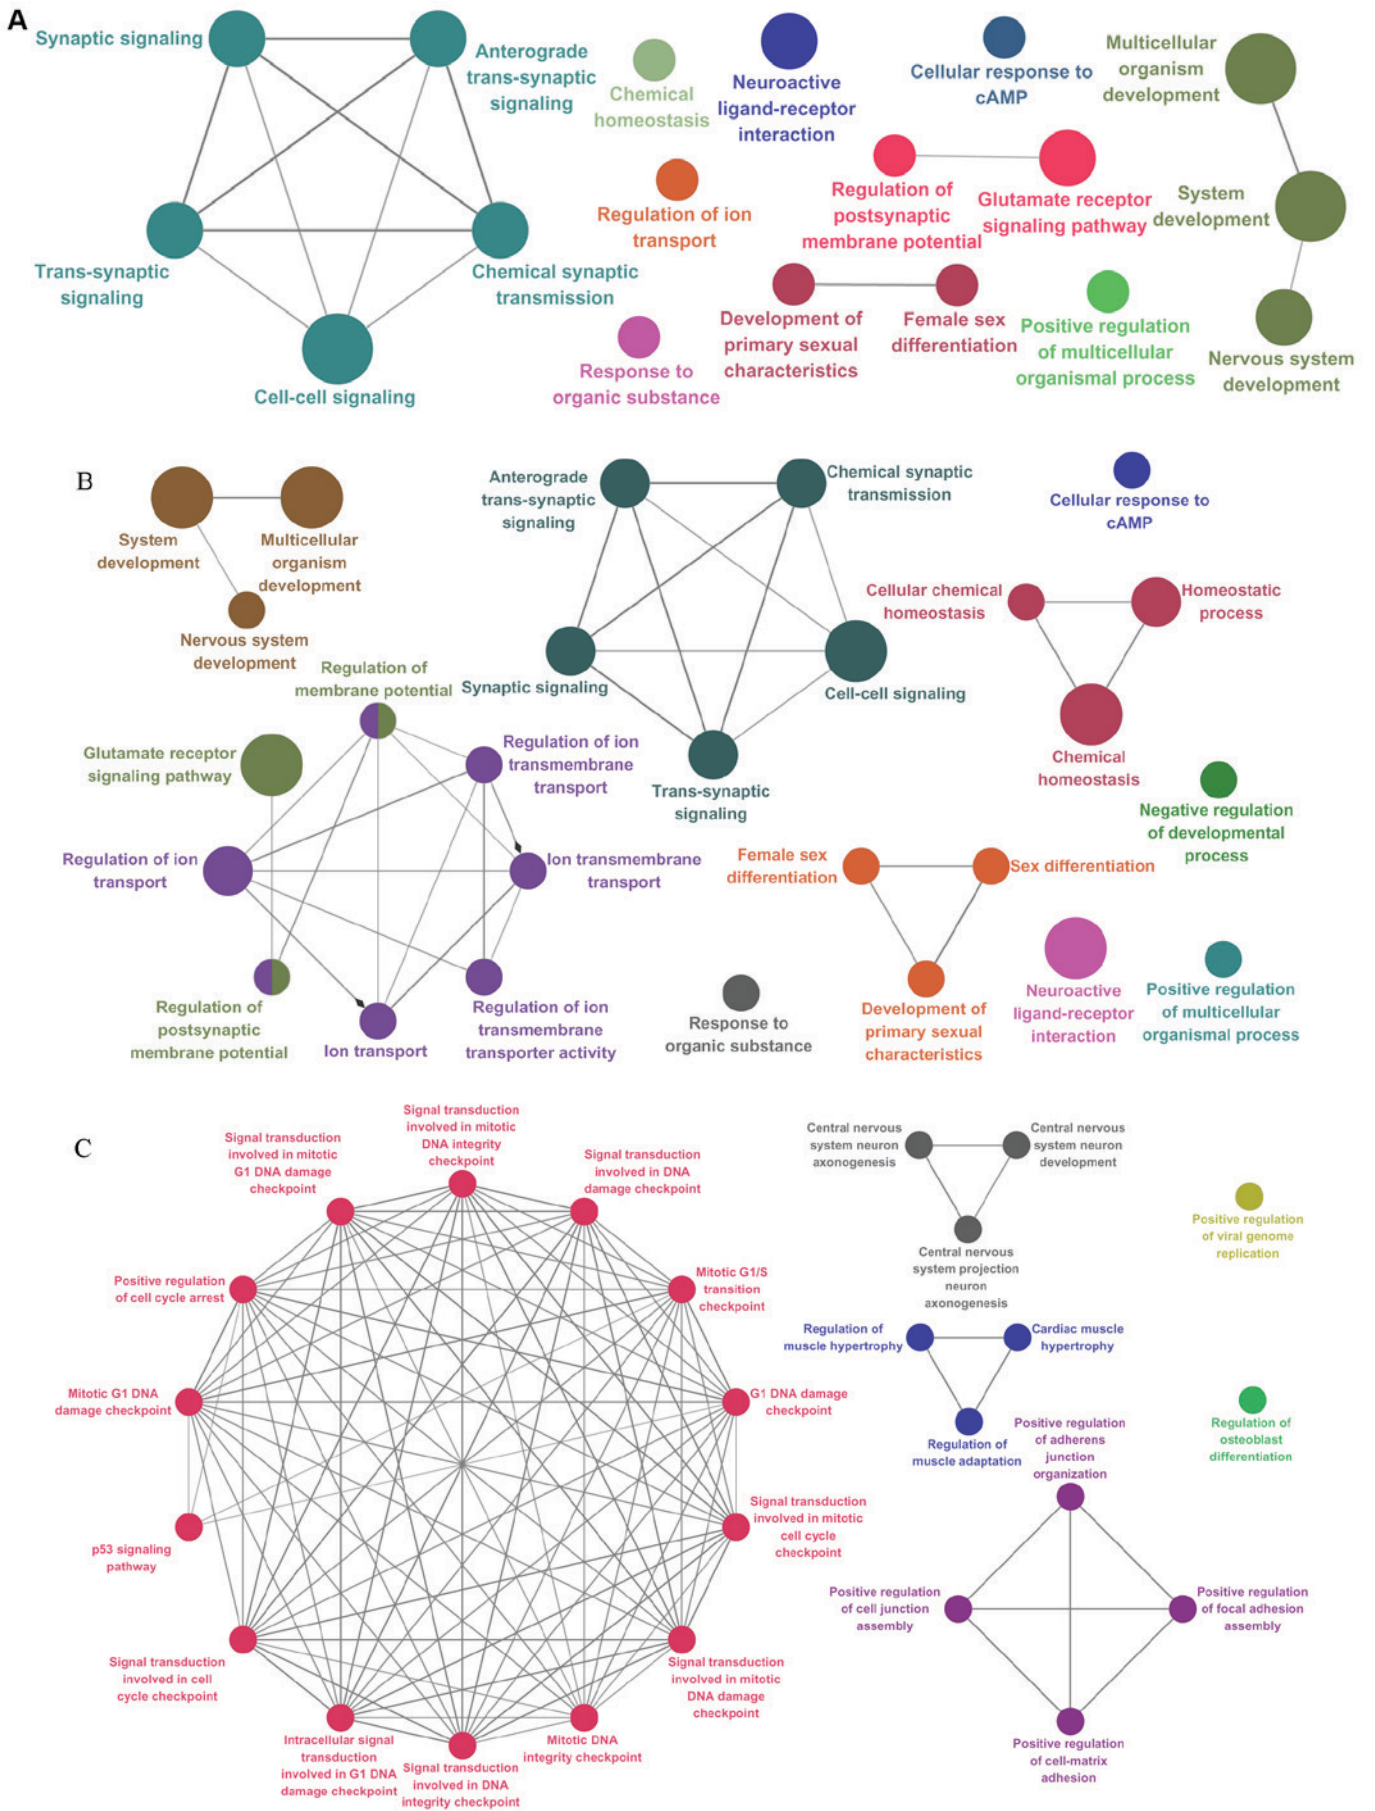 A
Synaptic signaling
Anterograde
trans-synaptic
signaling
Chemical
homeostasis
Neuroactive
ligand-receptor
interaction
Cellular response to
cAMP
Multicellular
organism
development
Regulation of ion
transport
Regulation of
postsynaptic
membrane potential
Glutamate receptor
signaling pathway
System
development
Trans-synaptic
signaling
Chemical synaptic
transmission
Cell-cell signaling
Response to
organic substance
Development of
primary sexual
characteristics
Female sex
differentiation
Positive regulation
of multicellular
organismal process
Nervous system
development
B
System
development
Multicellular
organism
development
Nervous system
development
Anterograde
trans-synaptic
signaling
Chemical synaptic
transmission
Synaptic signaling
Cell-cell signaling
Trans-synaptic
signaling
Cellular response to
cAMP
Cellular chemical
homeostasis
Homeostatic
process
Chemical
homeostasis
Negative regulation
of developmental
process
Regulation of
membrane potential
Glutamate receptor
signaling pathway
Regulation of ion
transmembrane
transport
Regulation of ion
transport
Ion transmembrane
transport
Regulation of
postsynaptic
membrane potential
Ion transport
Regulation of ion
transmembrane
transporter activity
Female sex
differentiation
Sex differentiation
Development of
primary sexual
characteristics
Response to
organic substance
Neuroactive
ligand-receptor
interaction
Positive regulation
of multicellular
organismal process
C
Signal transduction
involved in mitotic
G1 DNA damage
checkpoint
Signal transduction
involved in mitotic
DNA integrity
checkpoint
Signal transduction
involved in DNA
damage checkpoint
Positive regulation
of cell cycle arrest
Mitotic G1/S
transition
checkpoint
Mitotic G1 DNA
damage checkpoint
G1 DNA damage
checkpoint
p53 signaling
pathway
Signal transduction
involved in mitotic
cell cycle
checkpoint
Signal transduction
involved in cell
cycle checkpoint
Signal transduction
involved in mitotic
DNA damage
checkpoint
Intracellular signal
transduction
involved in G1 DNA
damage checkpoint
Signal transduction
involved in DNA
integrity checkpoint
Mitotic DNA
integrity checkpoint
Central nervous
system neuron
axonogenesis
Central nervous
system neuron
development
Central nervous
system projection
neuron
axonogenesis
Positive regulation
of viral genome
replication
Regulation of
muscle hypertrophy
Cardiac muscle
hypertrophy
Regulation of
muscle adaptation
Regulation of
osteoblast
differentiation
Positive regulation
of adherens
junction
organization
Positive regulation
of cell junction
assembly
Positive regulation
of focal adhesion
assembly
Positive regulation
of cell-matrix
adhesion